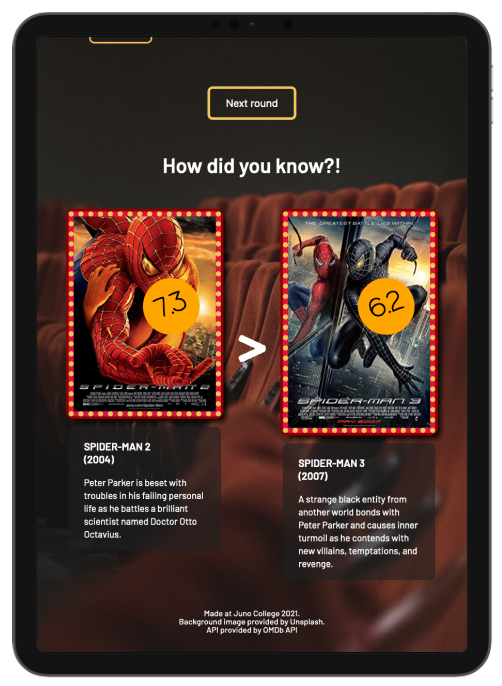 Next round
How did you know?!
7.3
SPIDER-MAN 2
>
THE GREATEST BATTLE LIES WITHIN
6.2
SPIDER-MAN 3
MAY 2007
SPIDER-MAN 2
(2004)
Peter Parker is beset with
troubles in his failing personal
life as he battles a brilliant
scientist named Doctor Otto
Octavius.
SPIDER-MAN 3
(2007)
A strange black entity from
another world bonds with
Peter Parker and causes inner
turmoil as he contends with
new villains, temptations, and
revenge.
Made at Juno College 2021.
Background image provided by Unsplash.
API provided by OMDb API